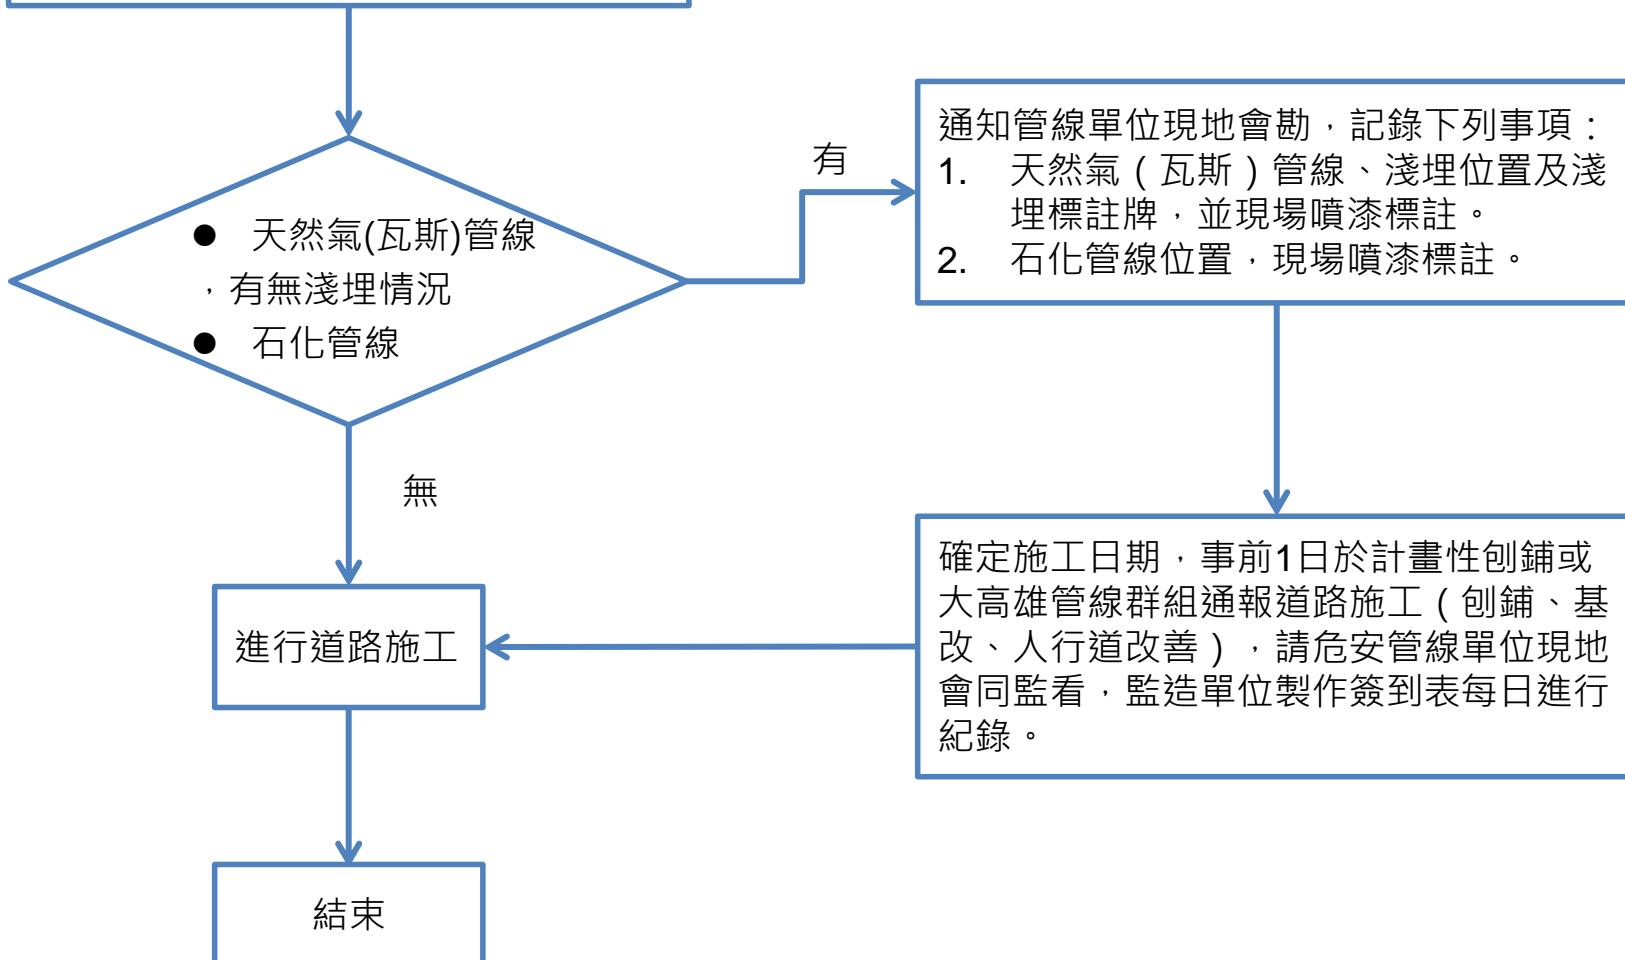 ● 天然氣(瓦斯)管線
，有無淺埋情況
● 石化管線
有
通知管線單位現地會勘，記錄下列事項：
1. 天然氣（瓦斯）管線、淺埋位置及淺
埋標註牌，並現場噴漆標註。
2. 石化管線位置，現場噴漆標註。
無
確定施工日期，事前1日於計畫性刨鋪或
大高雄管線群組通報道路施工（刨鋪、基
改、人行道改善），請危安管線單位現地
會同監看，監造單位製作簽到表每日進行
紀錄。
進行道路施工
結束